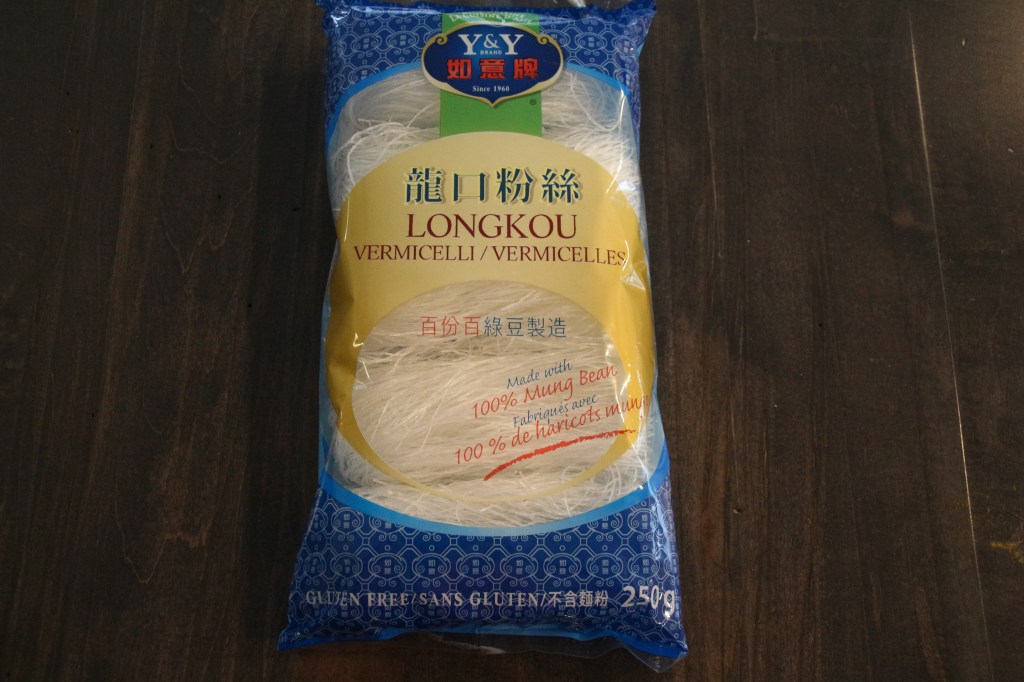 Y&Y
BRAND
如意牌
Since 1960
龍口粉絲
LONGKOU
VERMICELLI / VERMICELLES
百份百綠豆製造
Made with
100% Mung Bean
Fabriqués avec
100 % de haricots mungo
GLUTEN FREE/SANS GLUTEN/不含麵粉 250 g